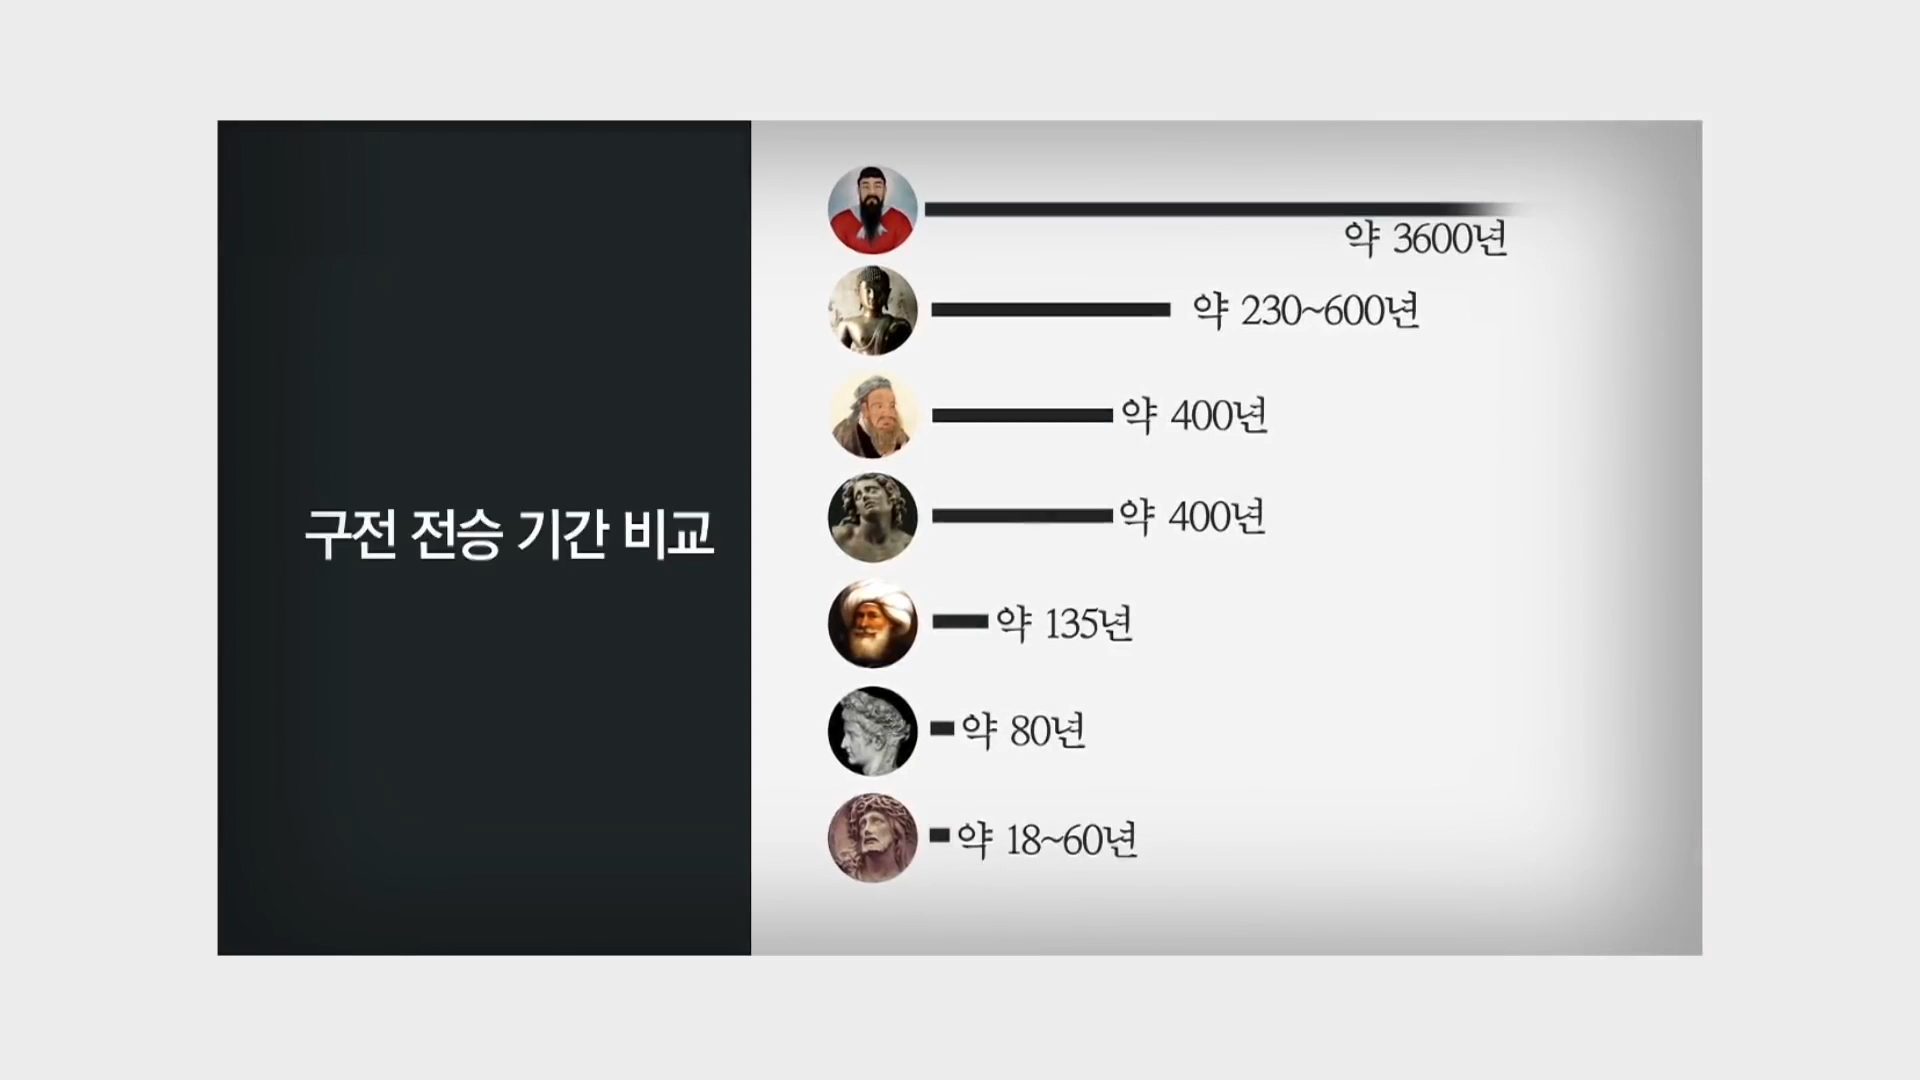 구전 전승 기간 비교
약 3600년
약 230~600년
약 400년
약 400년
약 135년
약 80년
약 18~60년